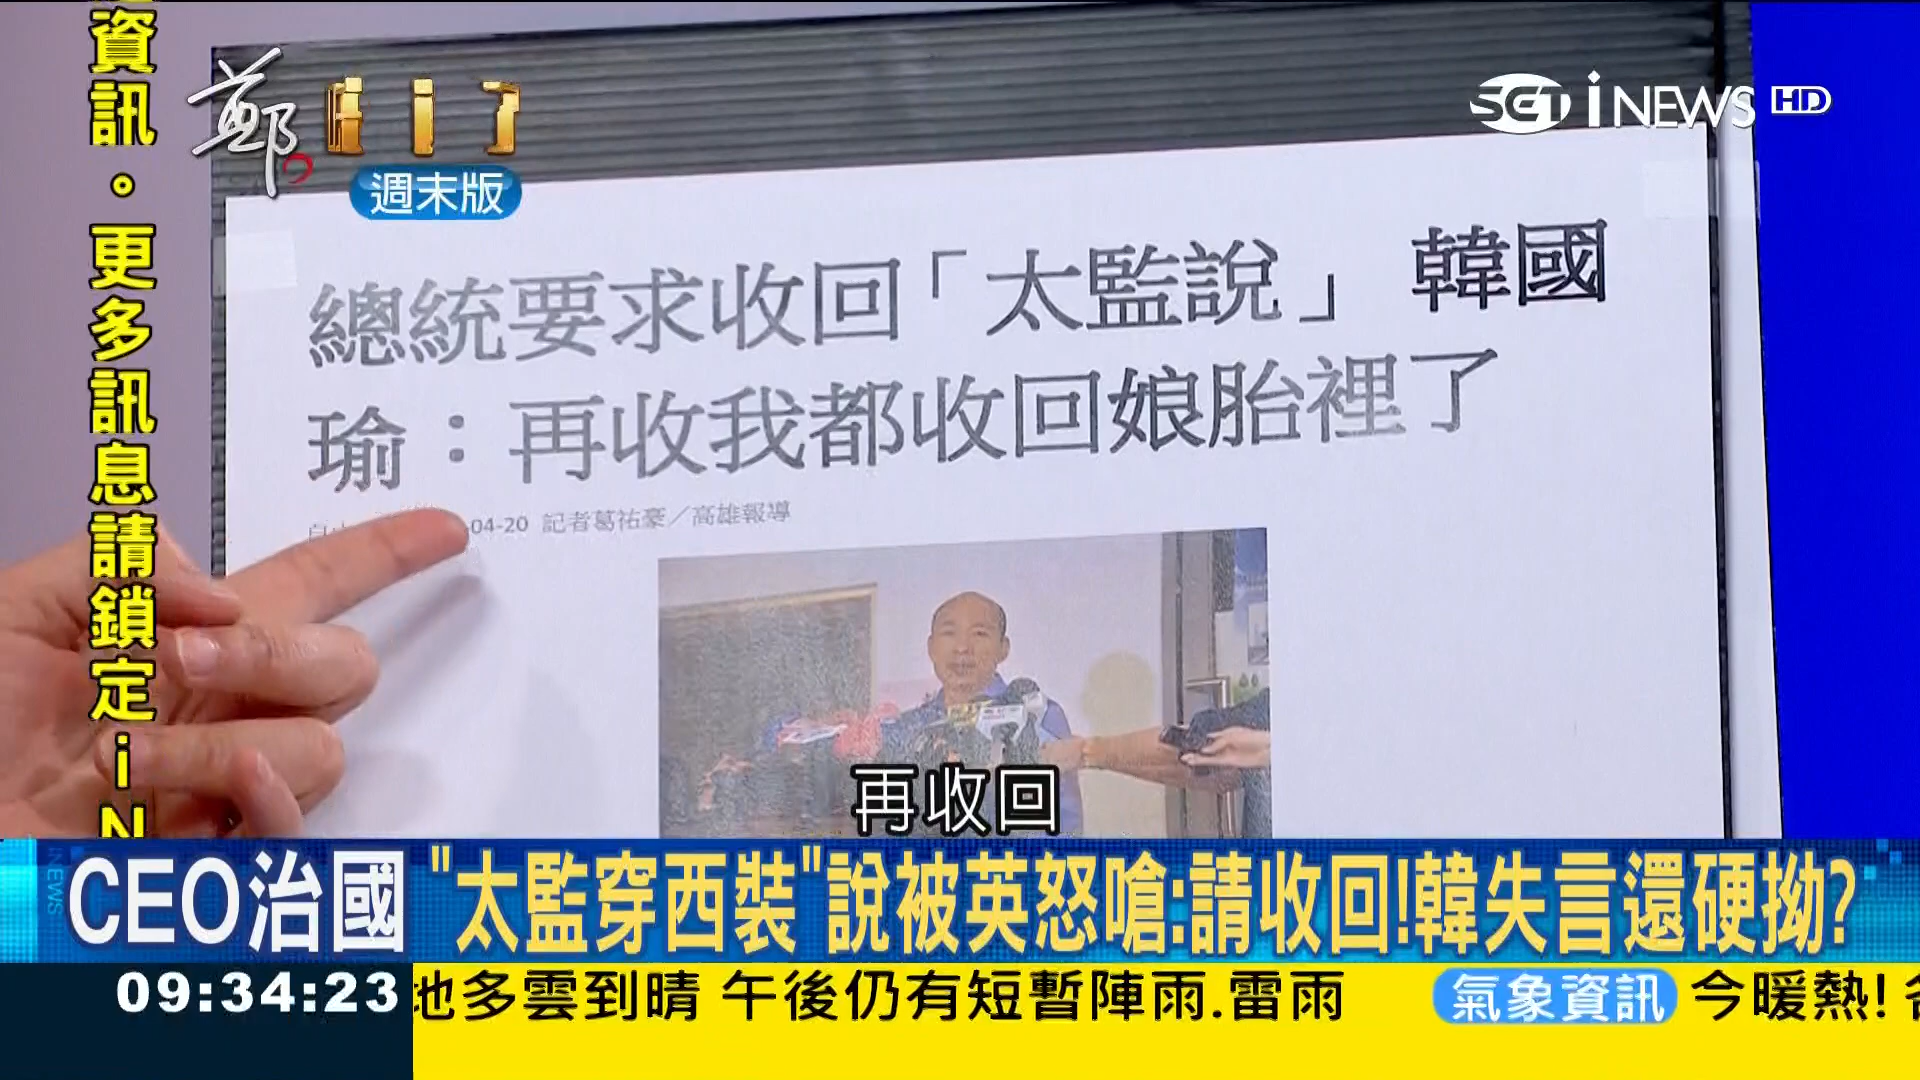 資訊。更多訊息請鎖定iN
鄭
週末版
SET iNEWS HD
總統要求收回「太監說」 韓國
瑜：再收我都收回娘胎裡了
-04-20 記者葛祐豪／高雄報導
再收回
NEWS
CEO治國 "太監穿西裝"說被英怒嗆:請收回!韓失言還硬拗?
09:34:23 地多雲到晴 午後仍有短暫陣雨.雷雨 氣象資訊 今暖熱!